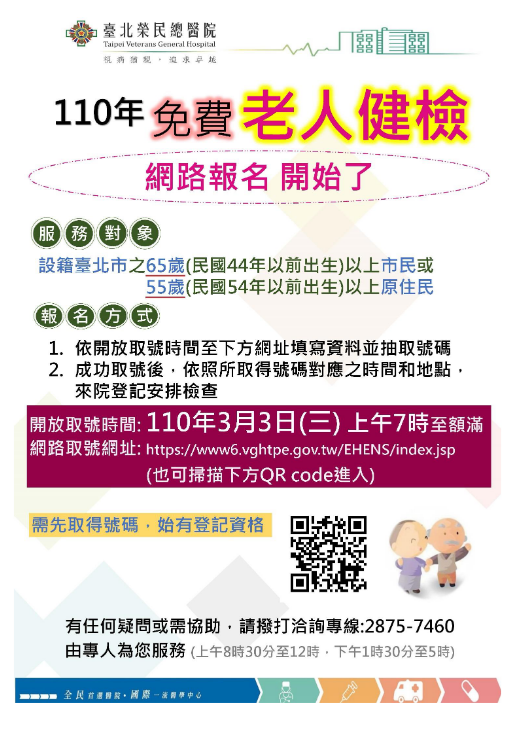 臺北榮民總醫院
Taipei Veterans General Hospital
視病猶親・追求卓越
110年 免費 老人健檢
網路報名 開始了
服務對象
設籍臺北市之65歲(民國44年以前出生)以上市民或
55歲(民國54年以前出生)以上原住民
報名方式
1. 依開放取號時間至下方網址填寫資料並抽取號碼
2. 成功取號後，依照所取得號碼對應之時間和地點，
來院登記安排檢查
開放取號時間: 110年3月3日(三) 上午7時至額滿
網路取號網址: https://www6.vghtpe.gov.tw/EHENS/index.jsp
(也可掃描下方QR code進入)
需先取得號碼，始有登記資格
有任何疑問或需協助，請撥打洽詢專線:2875-7460
由專人為您服務 (上午8時30分至12時，下午1時30分至5時)
全民首選醫院・國際一流醫學中心